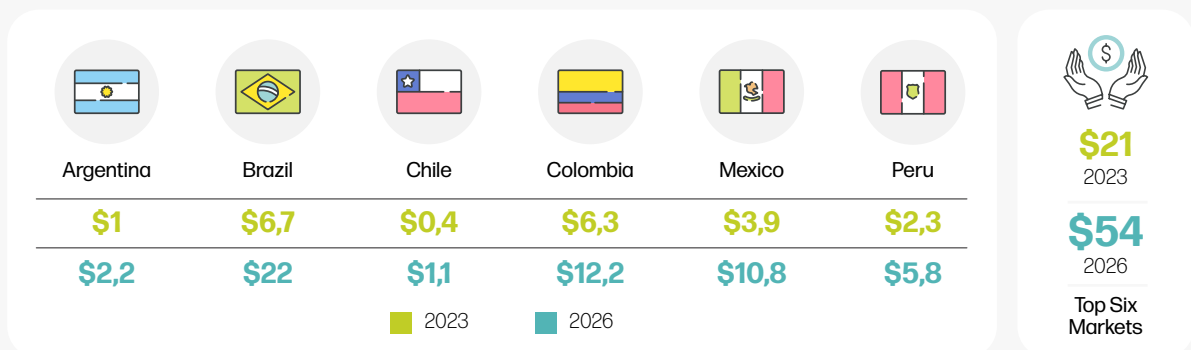 $
Argentina Brazil Chile Colombia Mexico Peru
$1 $6,7 $0,4 $6,3 $3,9 $2,3
$2,2 $22 $1,1 $12,2 $10,8 $5,8
2023 2026
$21
2023
$54
2026
Top Six
Markets